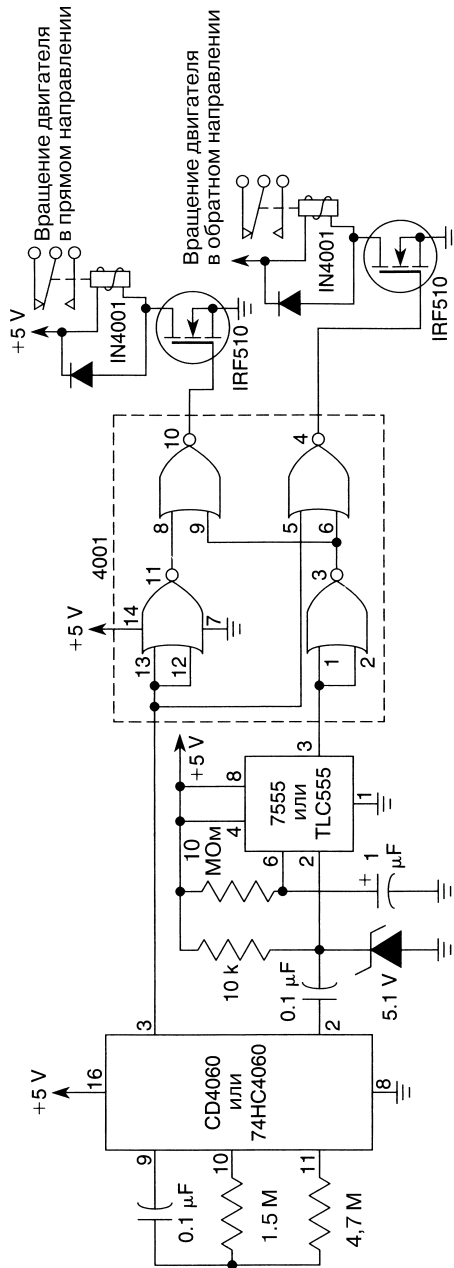 +5 V
16
CD4060
или
74HC4060
9
10
11
3
2
8
0.1 μF
1.5 M
4,7 M
0.1 μF
10 k
5.1 V
10
МОм
1
μF
+
+5 V
4
8
6
2
3
1
7555
или
TLC555
4001
+5 V
14
13
12
11
7
1
2
3
8
9
10
5
6
4
+5 V
Вращение двигателя
в прямом направлении
IN4001
IRF510
Вращение двигателя
в обратном направлении
IN4001
IRF510